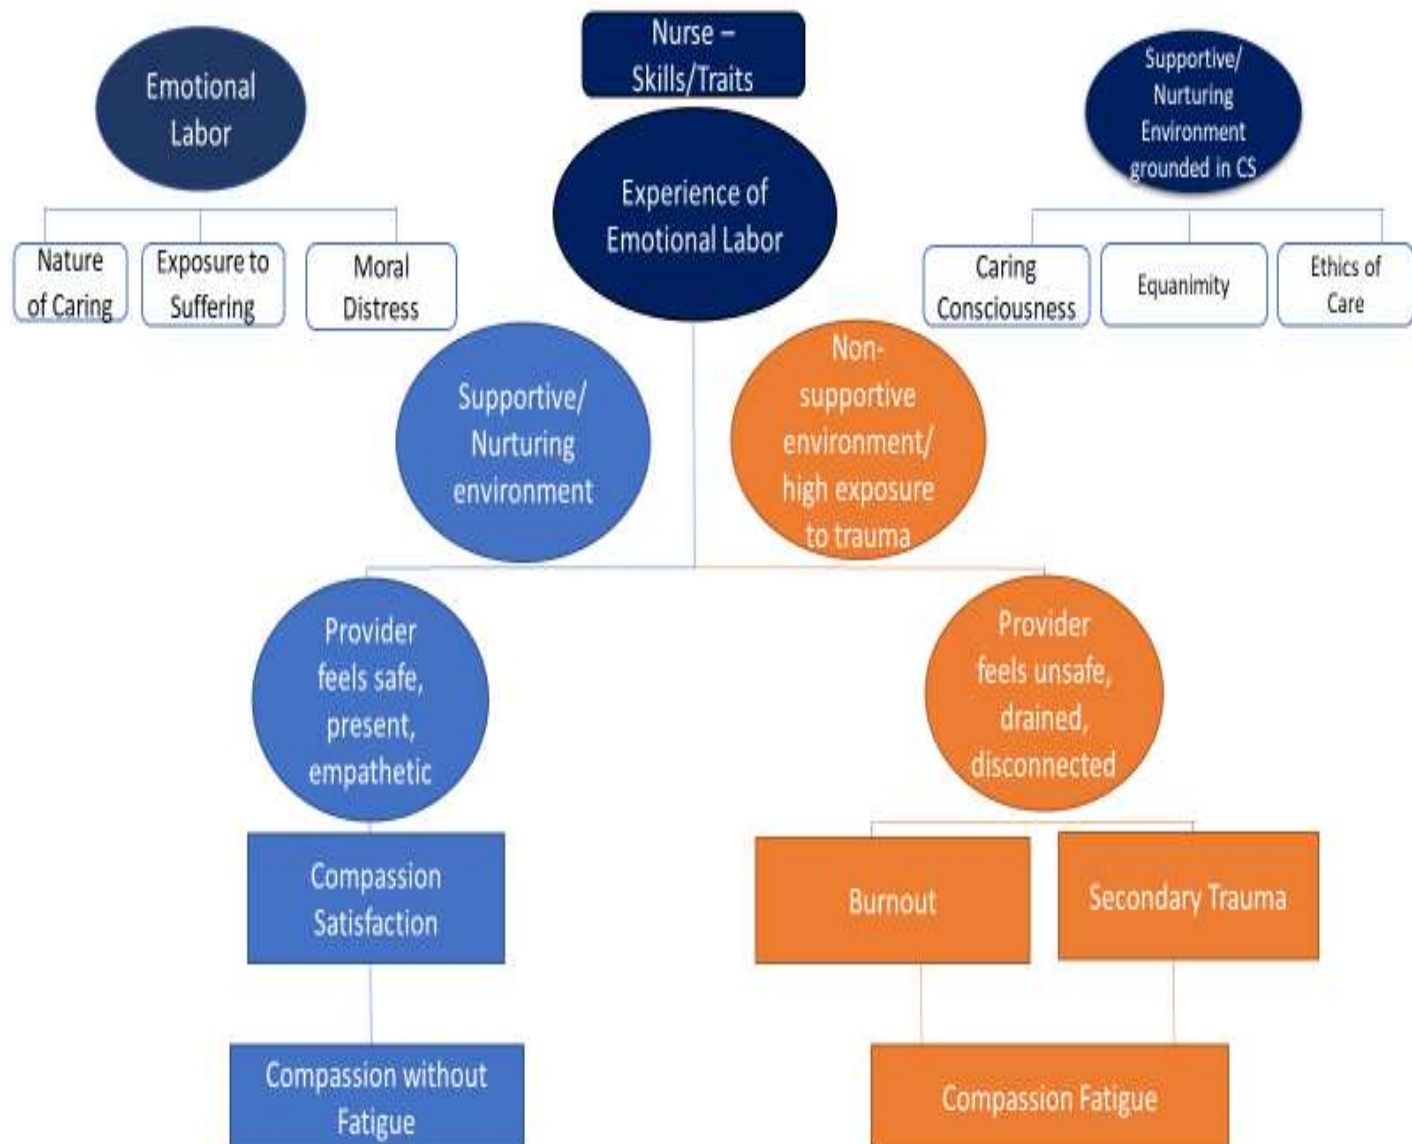 Emotional
Labor
Nature
of Caring
Exposure to
Suffering
Moral
Distress
Nurse –
Skills/Traits
Experience of
Emotional Labor
Supportive/
Nurturing
Environment
grounded in CS
Caring
Consciousness
Equanimity
Ethics of
Care
Supportive/
Nurturing
environment
Non-
supportive
environment/
high exposure
to trauma
Provider
feels safe,
present,
empathetic
Provider
feels unsafe,
drained,
disconnected
Compassion
Satisfaction
Burnout
Secondary Trauma
Compassion without
Fatigue
Compassion Fatigue